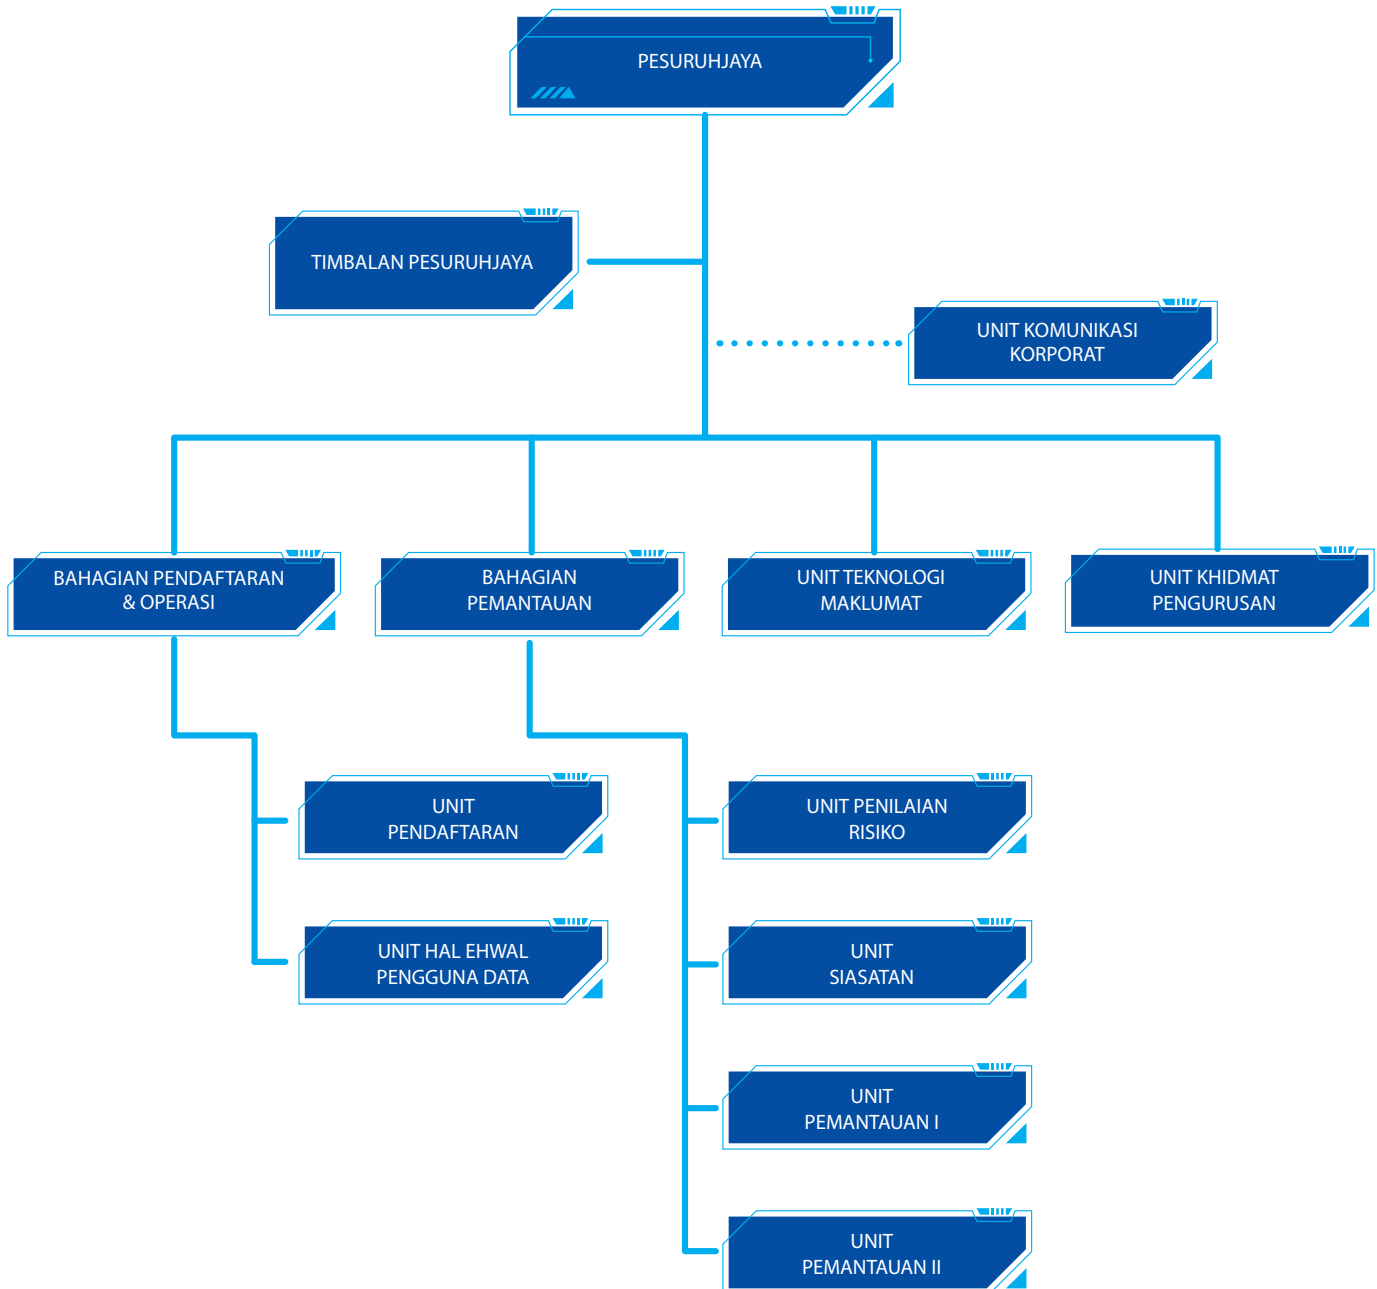 PESURUHJAYA
TIMBALAN PESURUHJAYA
UNIT KOMUNIKASI
KORPORAT
BAHAGIAN PENDAFTARAN
& OPERASI
BAHAGIAN
PEMANTAUAN
UNIT TEKNOLOGI
MAKLUMAT
UNIT KHIDMAT
PENGURUSAN
UNIT
PENDAFTARAN
UNIT HAL EHWAL
PENGGUNA DATA
UNIT PENILAIAN
RISIKO
UNIT
SIASATAN
UNIT
PEMANTAUAN I
UNIT
PEMANTAUAN II